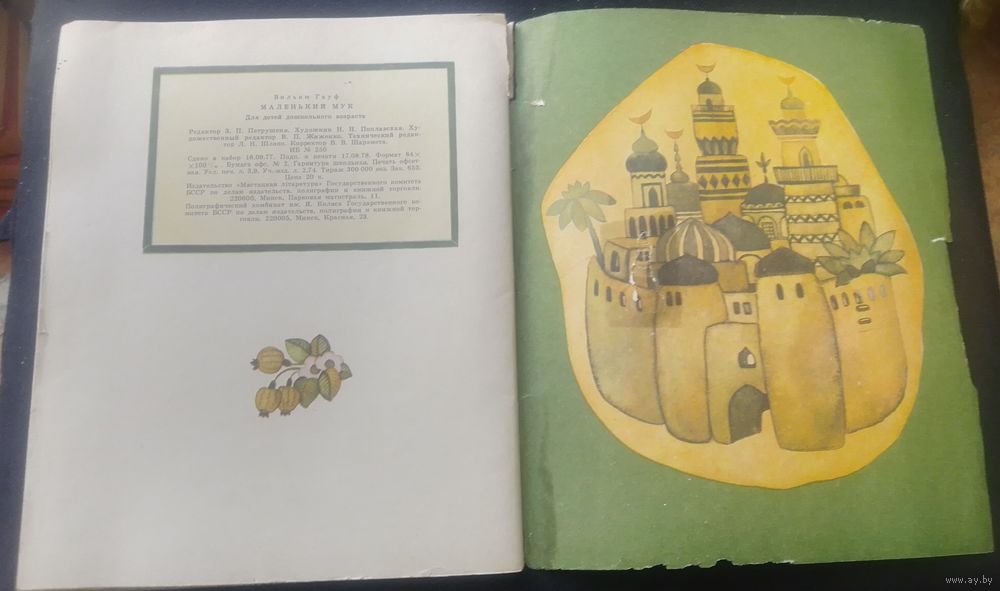 Вильям Гауф
МАЛЕНЬКИЙ МУК
Для детей дошкольного возраста
Редактор З. П. Петрушеня. Художник Н. Н. Поплавская. Ху-
дожественный редактор В. П. Жиженко. Технический редак-
тор Л. Н. Шлапо. Корректор В. В. Шарамета.
ИБ № 250
Сдано в набор 16.09.77. Подп. к печати 17.08.78. Формат 84×
×100 Бумага офс. № 2. Гарнитура школьная. Печать офсет-
ная. Усл. печ. л. 3,9. Уч.-изд. л. 2,74. Тираж 300 000 экз. Зак. 653.
Цена 20 к.
Издательство «Мастацкая літаратура» Государственного комитета
БССР по делам издательств, полиграфии и книжной торговли.
220600, Минск, Парковая магистраль, 11.
Полиграфический комбинат им. Я. Коласа Государственного ко-
митета БССР по делам издательств, полиграфии и книжной тор-
говли. 220005, Минск, Красная, 23.
www.ay.by